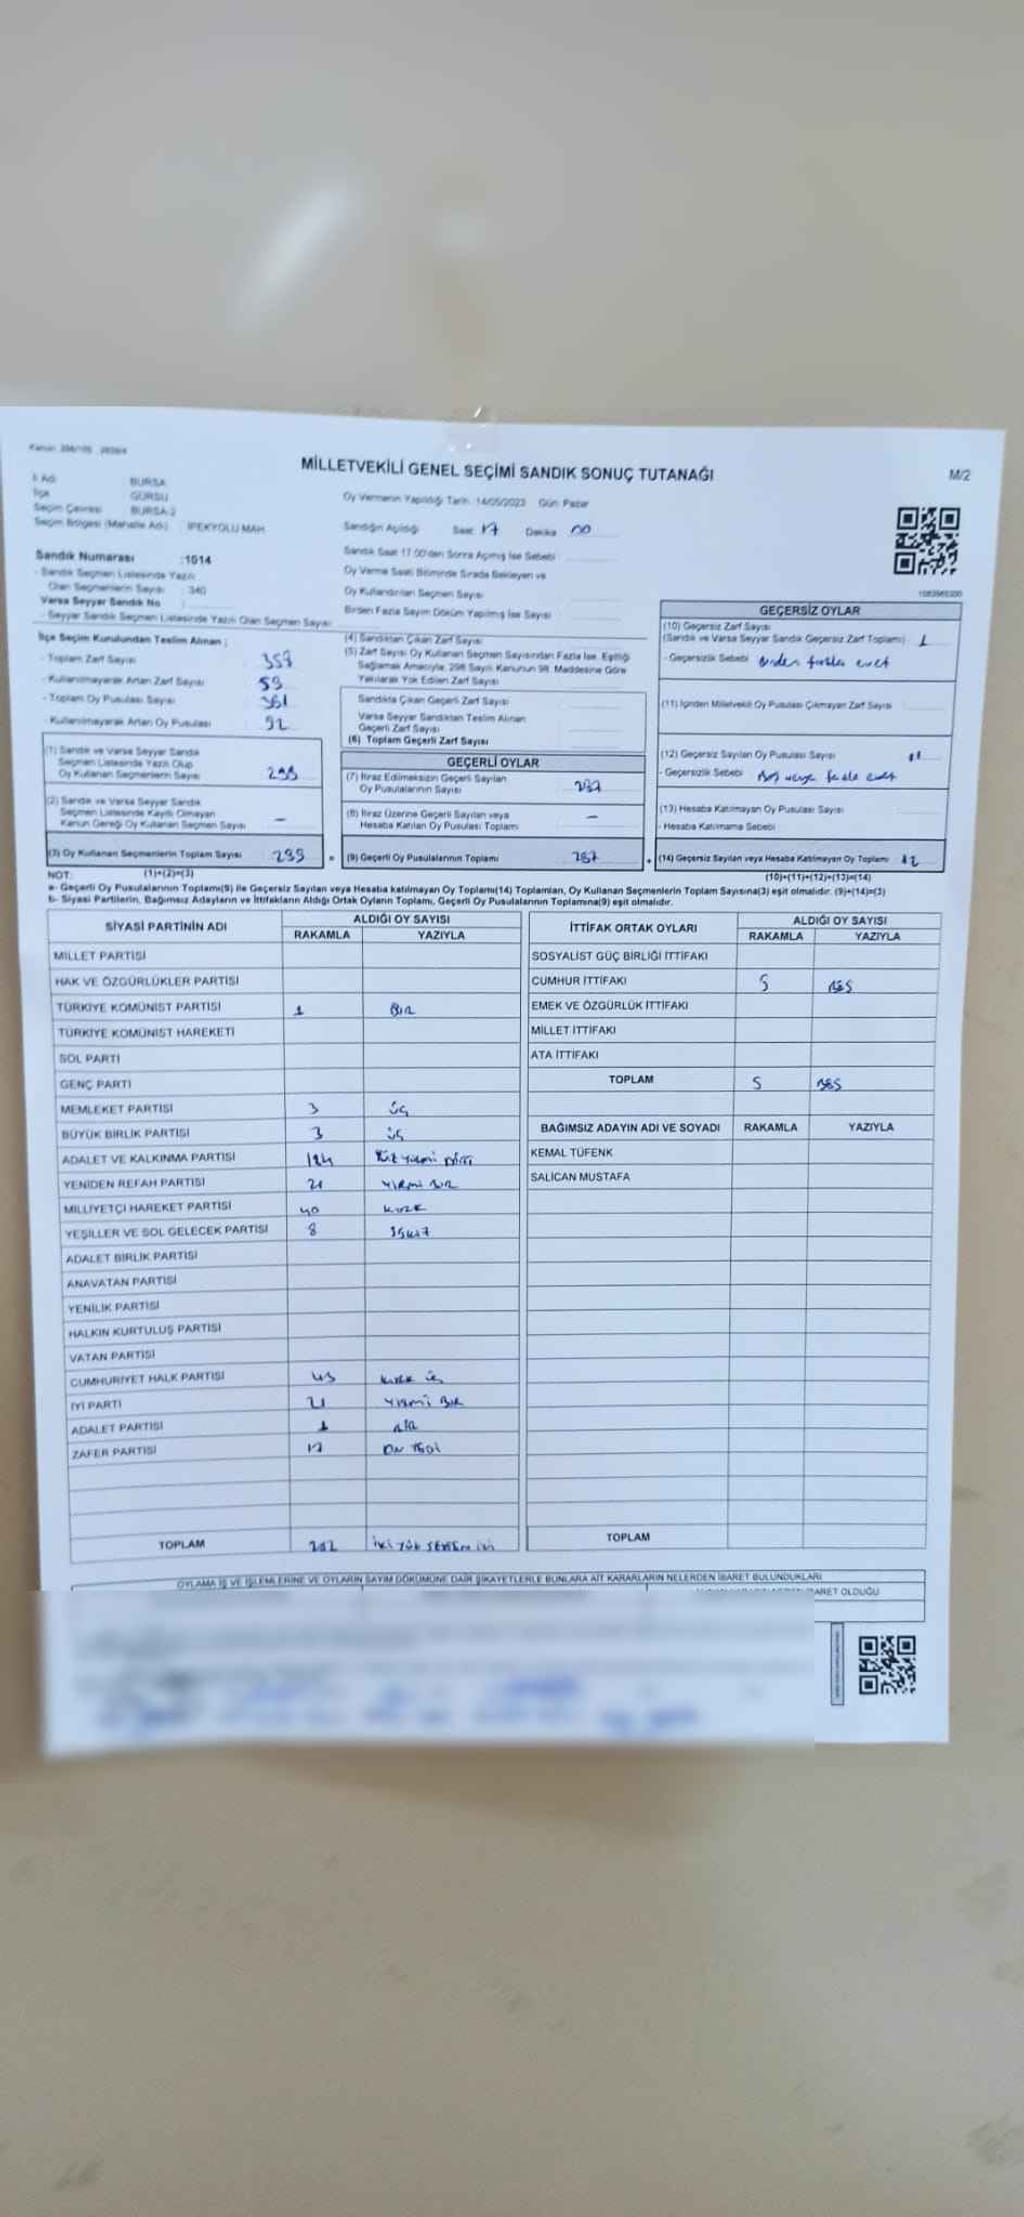 MİLLETVEKİLİ GENEL SEÇİMİ SANDIK SONUÇ TUTANAĞI
M/2
İl Adı BURSA
İlçe GÜRSU
Seçim Çevresi BURSA-2
Seçim Bölgesi (Mahalle Adı) İPEKYOLU MAH
Oy Vermenin Yapıldığı Tarih: 14/05/2023 Gün: Pazar
Sandığın Açıldığı Saat: 17 Dakika 00
Sandık Saat 17:00'den Sonra Açılmış İse Sebebi
Oy Verme Saati Bitiminde Sırada Bekleyen ve
Oy Kullandırılan Seçmen Sayısı
Birden Fazla Sayım Döküm Yapılmış İse Sayısı
Sandık Numarası :1014
- Sandık Seçmen Listesinde Yazılı
Olan Seçmenlerin Sayısı : 340
Varsa Seyyar Sandık No
- Seyyar Sandık Seçmen Listesinde Yazılı Olan Seçmen Sayısı
İlçe Seçim Kurulundan Teslim Alınan :
- Toplam Zarf Sayısı
- Kullanılmayarak Artan Zarf Sayısı 59
- Toplam Oy Pusulası Sayısı 361
- Kullanılmayarak Artan Oy Pusulası
(1) Sandık ve Varsa Seyyar Sandık
Seçmen Listesinde Yazılı Olup
Oy Kullanan Seçmenlerin Sayısı 299
(2) Sandık ve Varsa Seyyar Sandık
Seçmen Listesinde Kayıtlı Olmayan
Kanun Gereği Oy Kullanan Seçmen Sayısı -
(3) Oy Kullanan Seçmenlerin Toplam Sayısı 299
(1)+(2)=(3)
(4) Sandıktan Çıkan Zarf Sayısı
(5) Zarf Sayısı Oy Kullanan Seçmen Sayısından Fazla İse, Eşitliği
Sağlamak Amacıyla, 298 Sayılı Kanunun 98. Maddesine Göre
Yakılarak Yok Edilen Zarf Sayısı
Sandıkta Çıkan Geçerli Zarf Sayısı
Varsa Seyyar Sandıktan Teslim Alınan
Geçerli Zarf Sayısı
(6) Toplam Geçerli Zarf Sayısı
GEÇERLİ OYLAR
(7) İtiraz Edilmeksizin Geçerli Sayılan
Oy Pusulalarının Sayısı 287
(8) İtiraz Üzerine Geçerli Sayılan veya
Hesaba Katılan Oy Pusulası Toplamı -
(9) Geçerli Oy Pusulalarının Toplamı 287
GEÇERSİZ OYLAR
(10) Geçersiz Zarf Sayısı
(Sandık ve Varsa Seyyar Sandık Geçersiz Zarf Toplamı) 1
- Geçersizlik Sebebi Birden fazla evet
(11) İçinden Milletvekili Oy Pusulası Çıkmayan Zarf Sayısı
(12) Geçersiz Sayılan Oy Pusulası Sayısı 11
- Geçersizlik Sebebi Boş veya fazla evet
(13) Hesaba Katılmayan Oy Pusulası Sayısı
- Hesaba Katılmama Sebebi
(14) Geçersiz Sayılan veya Hesaba Katılmayan Oy Toplamı 12
(10)+(11)+(12)+(13)=(14)
NOT:
a- Geçerli Oy Pusulalarının Toplamı(9) ile Geçersiz Sayılan veya Hesaba katılmayan Oy Toplamı(14) Toplamları, Oy Kullanan Seçmenlerin Toplam Sayısına(3) eşit olmalıdır. (9)+(14)=(3)
b- Siyasi Partilerin, Bağımsız Adayların ve İttifakların Aldığı Ortak Oyların Toplamı, Geçerli Oy Pusulalarının Toplamına(9) eşit olmalıdır.
SİYASİ PARTİNİN ADI ALDIĞI OY SAYISI
RAKAMLA YAZIYLA
MİLLET PARTİSİ
HAK VE ÖZGÜRLÜKLER PARTİSİ
TÜRKİYE KOMÜNİST PARTİSİ 1 BİR
TÜRKİYE KOMÜNİST HAREKETİ
SOL PARTİ
GENÇ PARTİ
MEMLEKET PARTİSİ 3 üç
BÜYÜK BİRLİK PARTİSİ 3 üç
ADALET VE KALKINMA PARTİSİ 124 Yüz Yirmi DÖRT
YENİDEN REFAH PARTİSİ 21 YİRMİ BİR
MİLLİYETÇİ HAREKET PARTİSİ 40 KIRK
YEŞİLLER VE SOL GELECEK PARTİSİ 8 SEKİZ
ADALET BİRLİK PARTİSİ
ANAVATAN PARTİSİ
YENİLİK PARTİSİ
HALKIN KURTULUŞ PARTİSİ
VATAN PARTİSİ
CUMHURİYET HALK PARTİSİ 43 KIRK üç
İYİ PARTİ 21 YİRMİ BİR
ADALET PARTİSİ 1 BİR
ZAFER PARTİSİ 17 ON YEDİ
TOPLAM 282 İKİ YÜZ SEKSEN İKİ
İTTİFAK ORTAK OYLARI ALDIĞI OY SAYISI
RAKAMLA YAZIYLA
SOSYALİST GÜÇ BİRLİĞİ İTTİFAKI
CUMHUR İTTİFAKI 5 BEŞ
EMEK VE ÖZGÜRLÜK İTTİFAKI
MİLLET İTTİFAKI
ATA İTTİFAKI
TOPLAM 5 BEŞ
BAĞIMSIZ ADAYIN ADI VE SOYADI RAKAMLA YAZIYLA
KEMAL TÜFENK
SALİCAN MUSTAFA
TOPLAM
OYLAMA İŞ VE İŞLEMLERİNE VE OYLARIN SAYIM DÖKÜMÜNE DAİR ŞİKAYETLERLE BUNLARA AİT KARARLARIN NELERDEN İBARET BULUNDUKLARI
OLDUĞU